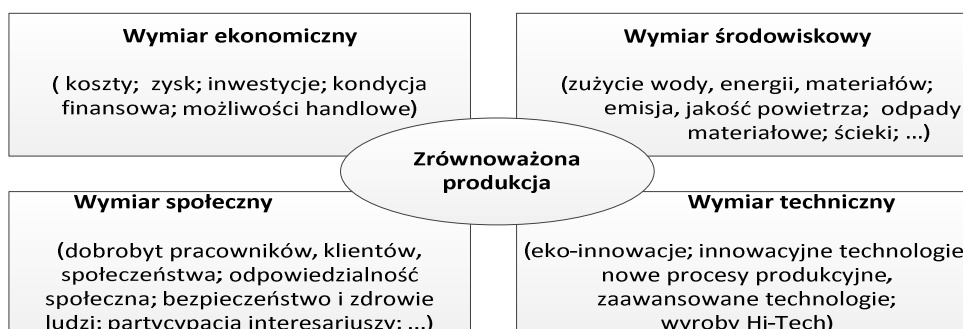 Wymiar ekonomiczny
( koszty;  zysk; inwestycje; kondycja
finansowa; możliwości handlowe)
Wymiar środowiskowy
(zużycie wody, energii, materiałów;
emisja, jakość powietrza;  odpady
materiałowe; ścieki; ...)
Zrównoważona
produkcja
Wymiar społeczny
(dobrobyt pracowników, klientów,
społeczeństwa; odpowiedzialność
społeczna; bezpieczeństwo i zdrowie
ludzi; partycypacja interesariuszy; ...)
Wymiar techniczny
(eko-innowacje; innowacyjne technologie
nowe procesy produkcyjne,
zaawansowane technologie;
wyroby Hi-Tech)